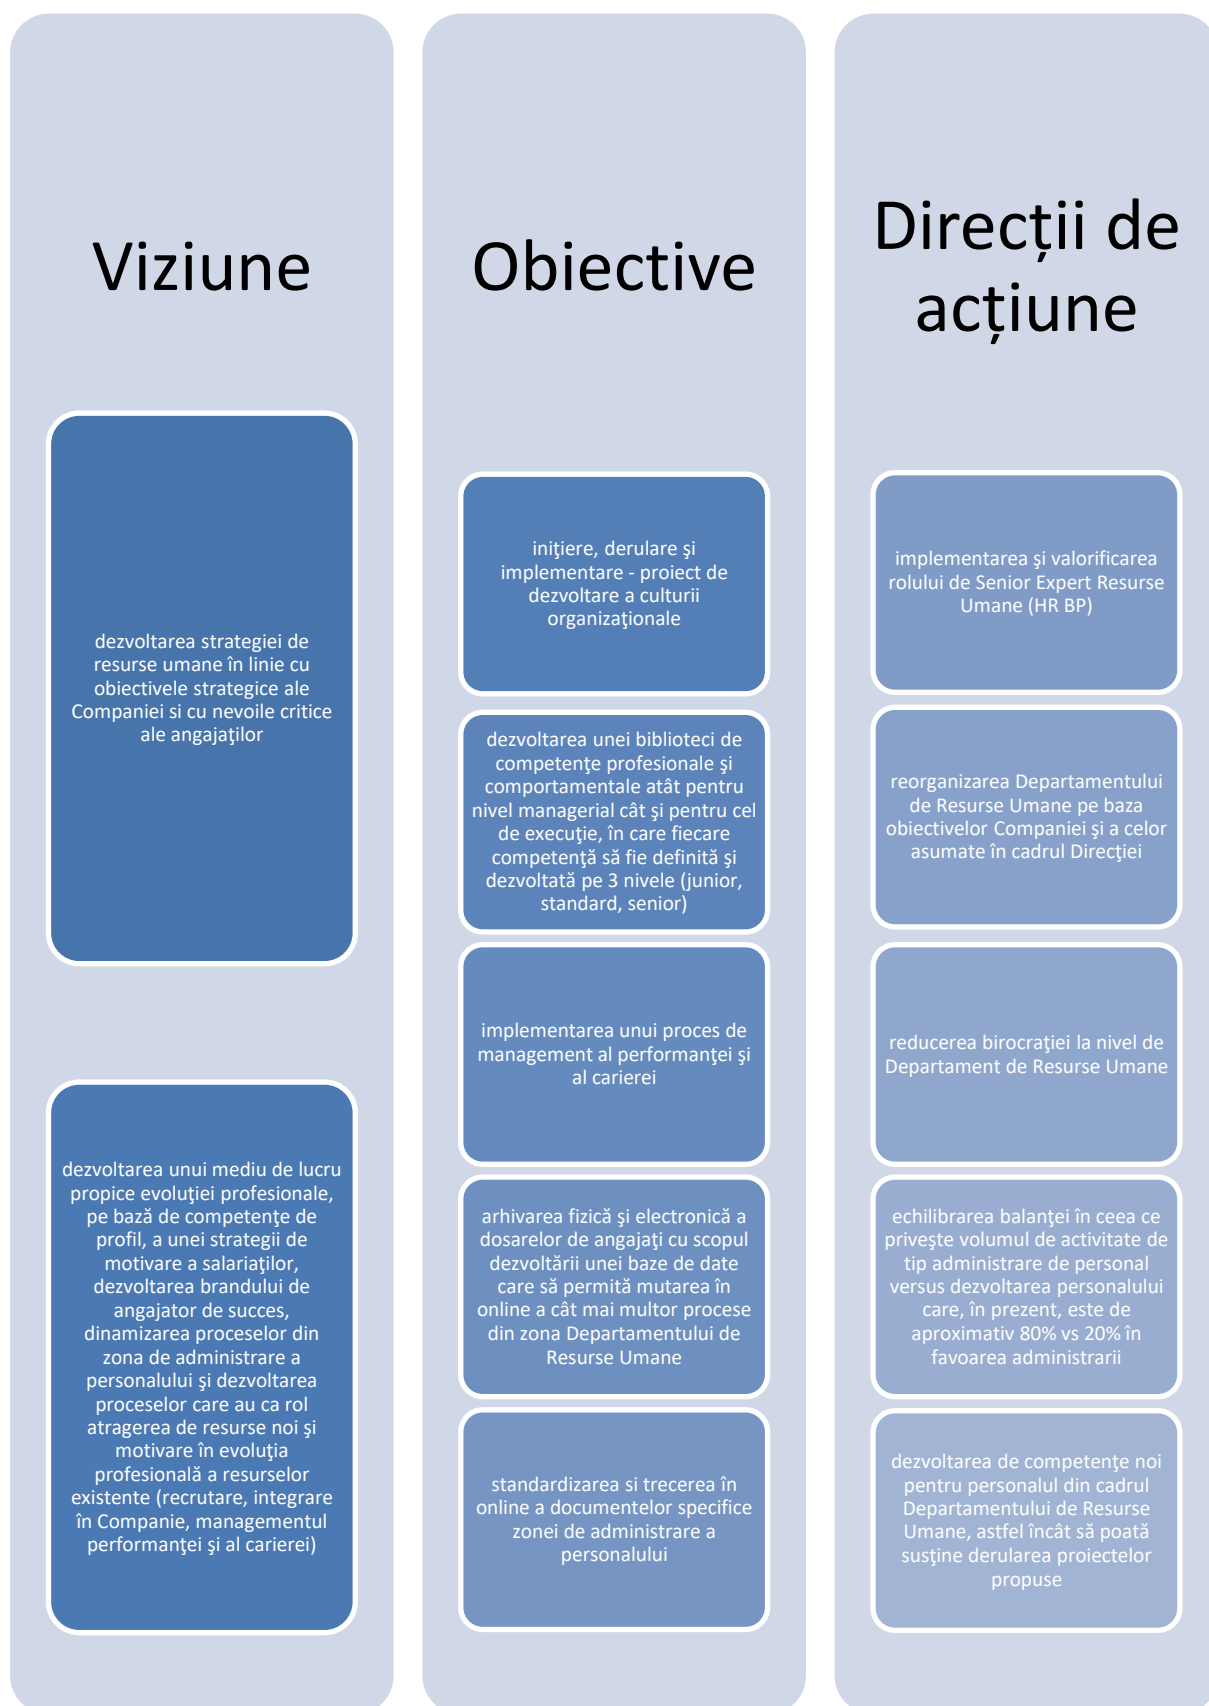 Viziune
dezvoltarea strategiei de
resurse umane în linie cu
obiectivele strategice ale
Companiei si cu nevoile critice
ale angajaţilor
dezvoltarea unui mediu de lucru
propice evoluţiei profesionale,
pe bază de competenţe de
profil, a unei strategii de
motivare a salariaţilor,
dezvoltarea brandului de
angajator de succes,
dinamizarea proceselor din
zona de administrare a
personalului şi dezvoltarea
proceselor care au ca rol
atragerea de resurse noi şi
motivare în evoluţia
profesională a resurselor
existente (recrutare, integrare
în Companie, managementul
performanţei şi al carierei)
Obiective
iniţiere, derulare şi
implementare - proiect de
dezvoltare a culturii
organizaţionale
dezvoltarea unei biblioteci de
competenţe profesionale şi
comportamentale atât pentru
nivel managerial cât şi pentru cel
de execuţie, în care fiecare
competenţă să fie definită şi
dezvoltată pe 3 nivele (junior,
standard, senior)
implementarea unui proces de
management al performanţei şi
al carierei
arhivarea fizică şi electronică a
dosarelor de angajaţi cu scopul
dezvoltării unei baze de date
care să permită mutarea în
online a cât mai multor procese
din zona Departamentului de
Resurse Umane
standardizarea si trecerea în
online a documentelor specifice
zonei de administrare a
personalului
Direcții de
acțiune
implementarea şi valorificarea
rolului de Senior Expert Resurse
Umane (HR BP)
reorganizarea Departamentului
de Resurse Umane pe baza
obiectivelor Companiei şi a celor
asumate în cadrul Direcţiei
reducerea birocraţiei la nivel de
Departament de Resurse Umane
echilibrarea balanţei în ceea ce
priveşte volumul de activitate de
tip administrare de personal
versus dezvoltarea personalului
care, în prezent, este de
aproximativ 80% vs 20% în
favoarea administrarii
dezvoltarea de competenţe noi
pentru personalul din cadrul
Departamentului de Resurse
Umane, astfel încât să poată
susţine derularea proiectelor
propuse